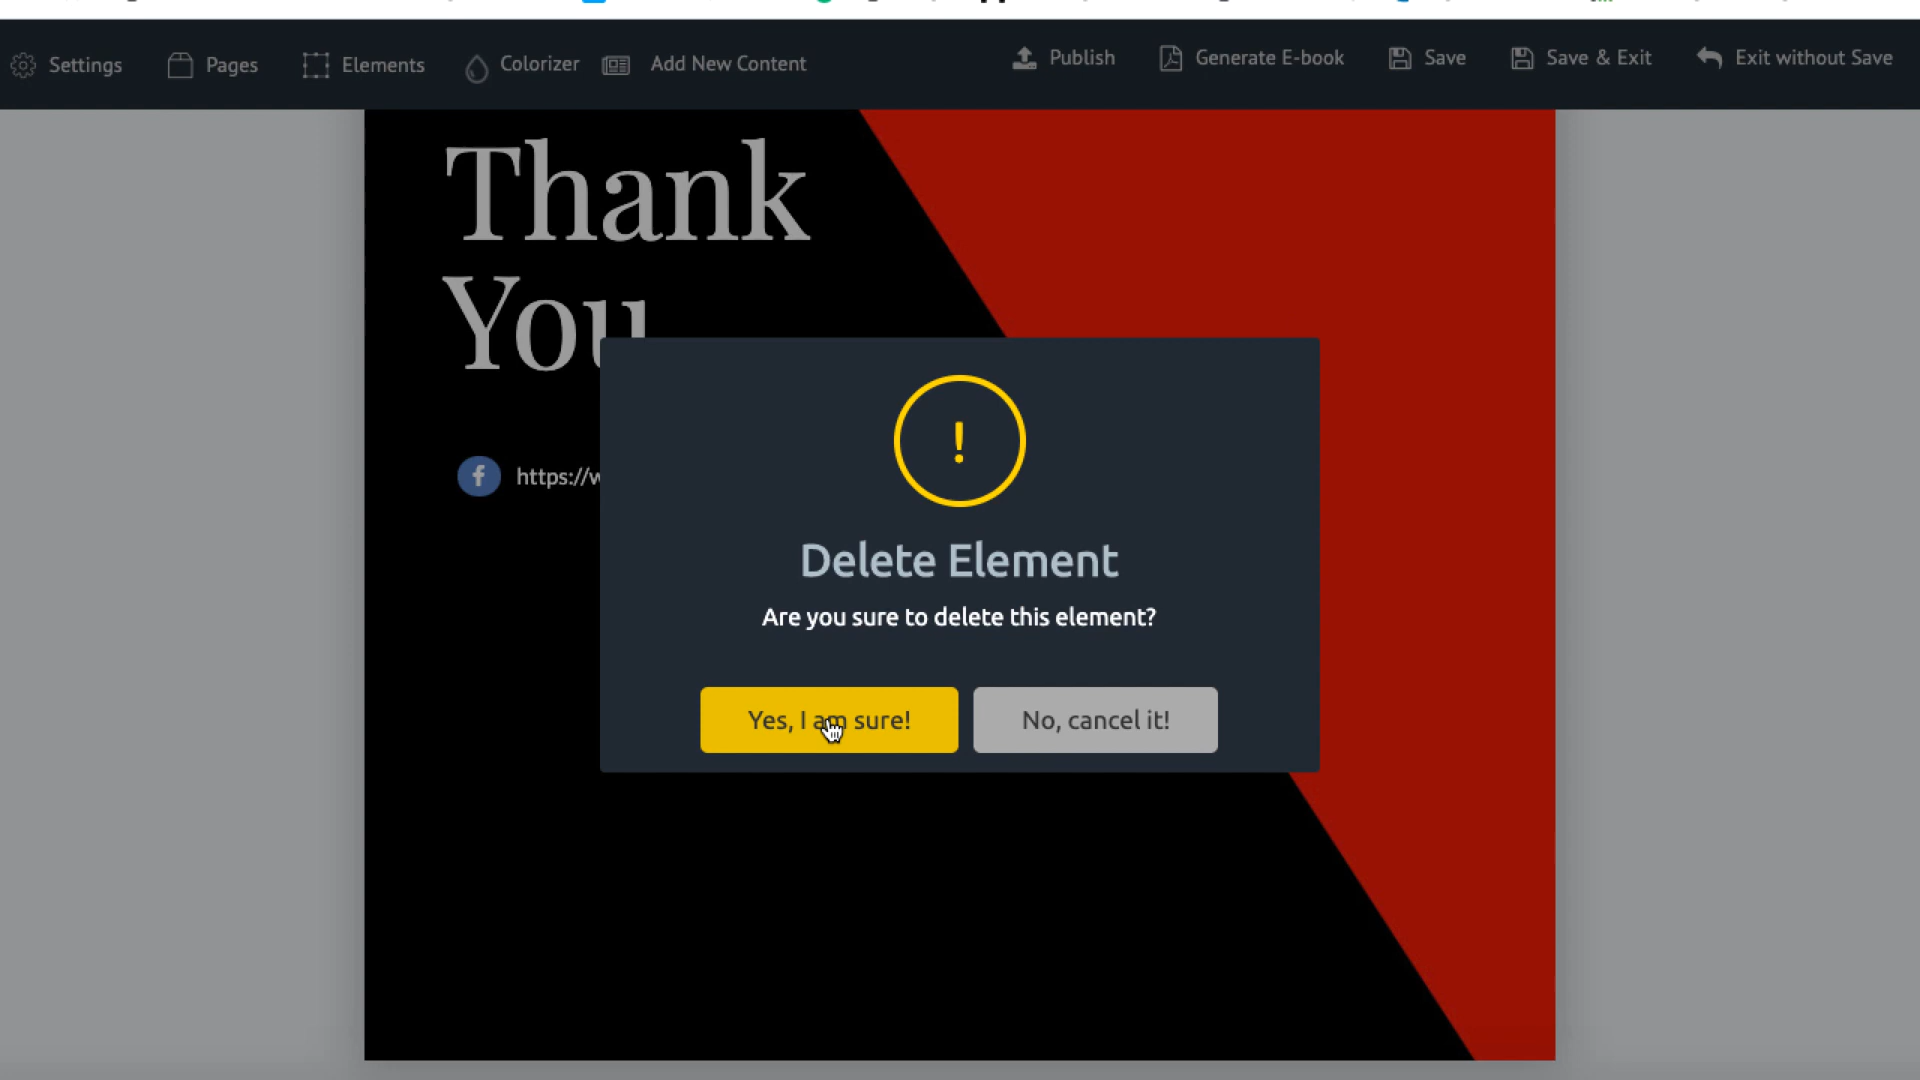 Settings Pages Elements Colorizer Add New Content Publish Generate E-book Save Save & Exit Exit without Save
Thank
You
f https://w
!
Delete Element
Are you sure to delete this element?
Yes, I am sure! No, cancel it!